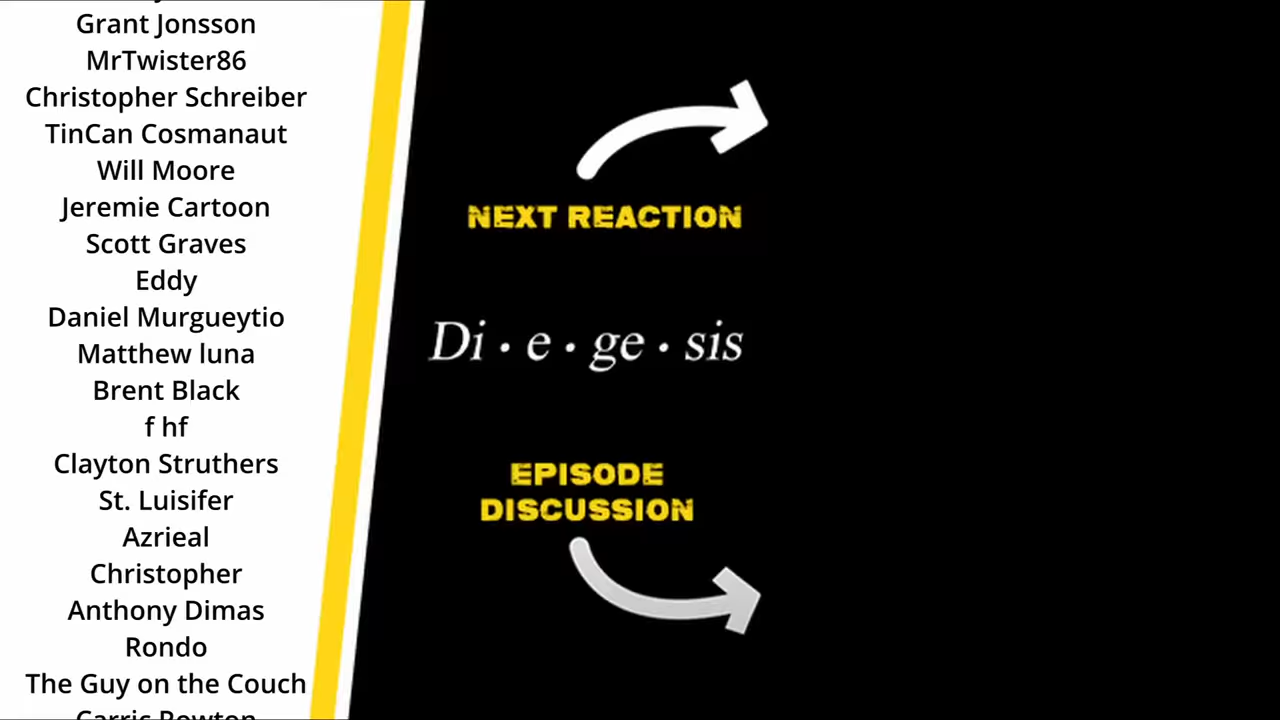 Grant Jonsson
MrTwister86
Christopher Schreiber
TinCan Cosmanaut
Will Moore
Jeremie Cartoon
Scott Graves
Eddy
Daniel Murgueytio
Matthew luna
Brent Black
f hf
Clayton Struthers
St. Luisifer
Azrieal
Christopher
Anthony Dimas
Rondo
The Guy on the Couch
NEXT REACTION
Di • e • ge • sis
EPISODE
DISCUSSION